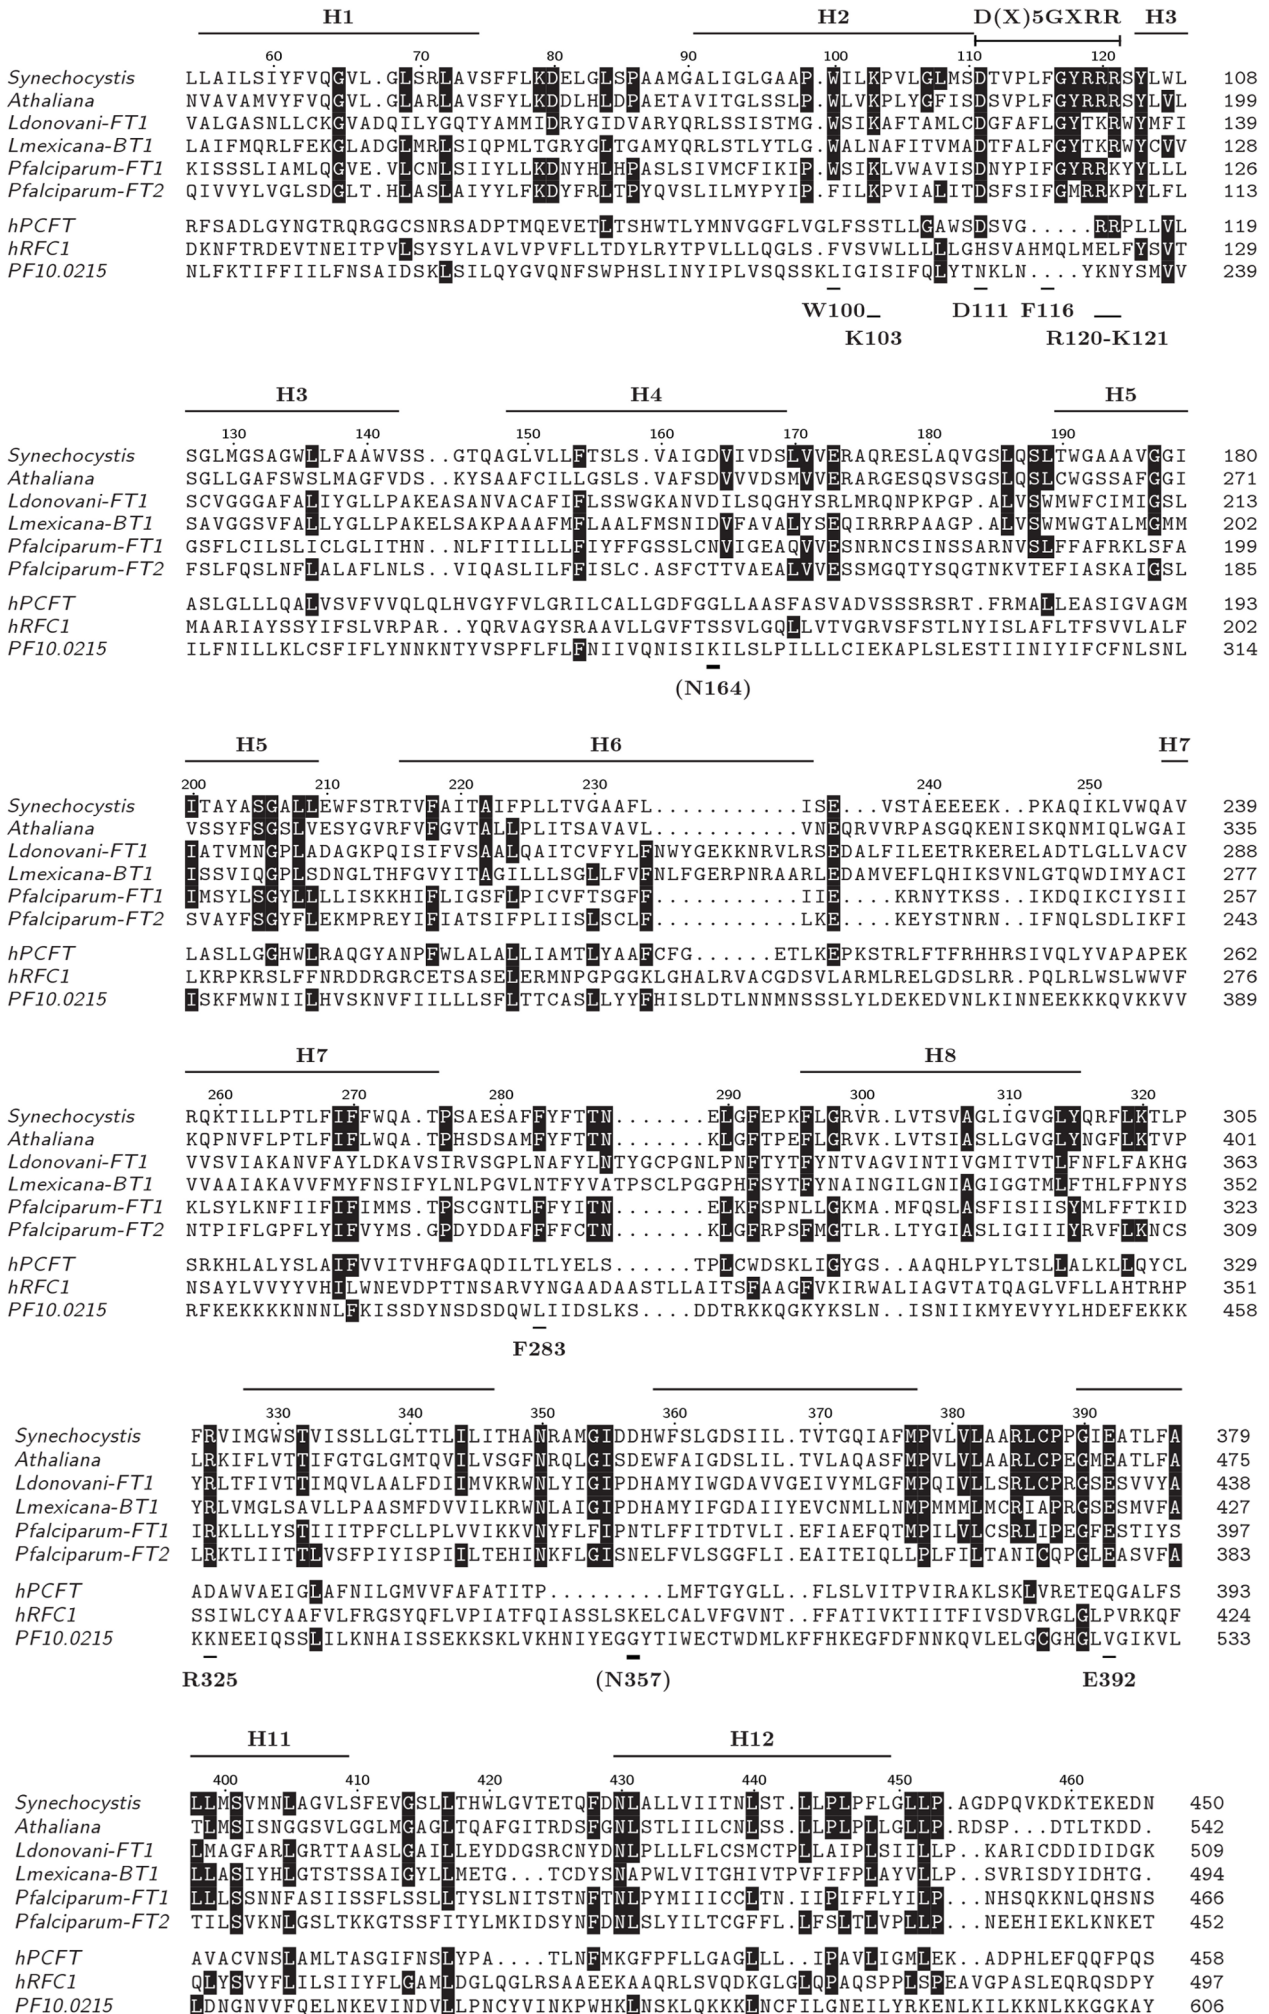 H1 H2 D(X)5GXRR H3
60 70 80 90 100 110 120
Synechocystis LLAILSIYFVQGVL.GLSRLAVSFFLKDELGLSPAAMGALIGLGAAP.WILKPVLGLMSDTVPLFGYRRRSYLWL 108
Athaliana NVAVAMVYFVQGVL.GLARLAVSFYLKDDLHLDPAETAVITGLSSLP.WLVKPLYGFISDSVPLFGYRRRSYLVL 199
Ldonovani-FT1 VALGASNLLCKGVADQILYGQTYAMMIDRYGIDVARYQRLSSISTMG.WSIKAFTAMLCDGFAFLGYTKRWYMFI 139
Lmexicana-BT1 LAIFMQRLFEKGLADGLMRLSIQPMLTGRYGLTGAMYQRLSTLYTLG.WALNAFITVMADTFALFGYTKRWYCVV 128
Pfalciparum-FT1 KISSSLIAMLQGVE.VLCNLSIIYLLKDNYHLHPASLSIVMCFIKIP.WSIKLVWAVISDNYPIFGYRRKYYLLL 126
Pfalciparum-FT2 QIVVYLVGLSDGLT.HLASLAIYYLFKDYFRLTPYQVSLILMYPYIP.FILKPVIALITDSFSIFGMRRKPYLFL 113
hPCFT RFSADLGYNGTRQRGGCSNRSADPTMQEVETLTSHWTLYMNVGGFLVGLFSSTLLGAWSDSVG.....RRPLLVL 119
hRFC1 DKNFTRDEVTNEITPVLSYSYLAVLVPVFLLTDYLRYTPVLLLQGLS.FVSVWLLLLLGHSVAHMQLMELFYSVT 129
PF10.0215 NLFKTIFFIILFNSAIDSKLSILQYGVQNFSWPHSLINYIPLVSQSSKLIGISIFQLYTNKLN....YKNYSMVV 239
W100 D111 F116
K103 R120-K121
H3 H4 H5
130 140 150 160 170 180 190
Synechocystis SGLMGSAGWLLFAAWVSS..GTQAGLVLLFTSLS.VAIGDVIVDSLVVERAQRESLAQVGSLQSLTWGAAAVGGI 180
Athaliana SGLLGAFSWSLMAGFVDS..KYSAAFCILLGSLS.VAFSDVVVDSMVVERARGESQSVSGSLQSLCWGSSAFGGI 271
Ldonovani-FT1 SCVGGGAFALIYGLLPAKEASANVACAFIFLSSWGKANVDILSQGHYSRLMRQNPKPGP.ALVSWMWFCIMIGSL 213
Lmexicana-BT1 SAVGGSVFALLYGLLPAKELSAKPAAAFMFLAALFMSNIDVFAVALYSEQIRRRPAAGP.ALVSWMWGTALMGMM 202
Pfalciparum-FT1 GSFLCILSLICLGLITHN..NLFITILLLFIYFFGSSLCNVIGEAQVVESNRNCSINSSARNVSLFFAFRKLSFA 199
Pfalciparum-FT2 FSLFQSLNFLALAFLNLS..VIQASLILFFISLC.ASFCTTVAEALVVESSMGQTYSQGTNKVTEFIASKAIGSL 185
hPCFT ASLGLLLQALVSVFVVQLQLHVGYFVLGRILCALLGDFGGLLAASFASVADVSSSRSRT.FRMALLEASIGVAGM 193
hRFC1 MAARIAYSSYIFSLVRPAR..YQRVAGYSRAAVLLGVFTSSVLGQLLVTVGRVSFSTLNYISLAFLTFSVVLALF 202
PF10.0215 ILFNILLKLCSFIFLYNNKNTYVSPFLFLFNIIVQNISIKILSLPILLLCIEKAPLSLESTIINIYIFCFNLSNL 314
(N164)
H5 H6 H7
200 210 220 230 240 250
Synechocystis ITAYASGALLEWFSTRTVFAITAIFPLLTVGAAFL...........ISE...VSTAEEEEK..PKAQIKLVWQAV 239
Athaliana VSSYFSGSLVESYGVRFVFGVTALLPLITSAVAVL...........VNEQRVVRPASGQKENISKQNMIQLWGAI 335
Ldonovani-FT1 IATVMNGPLADAGKPQISIFVSAALQAITCVFYLFNWYGEKKNRVLRSEDALFILEETRKERELADTLGLLVACV 288
Lmexicana-BT1 ISSVIQGPLSDNGLTHFGVYITAGILLLSGLLFVFNLFGERPNRAARLEDAMVEFLQHIKSVNLGTQWDIMYACI 277
Pfalciparum-FT1 IMSYLSGYLLLLISKKHIFLIGSFLPICVFTSGFF...........IIE....KRNYTKSS..IKDQIKCIYSII 257
Pfalciparum-FT2 SVAYFSGYFLEKMPREYIFIATSIFPLIISLSCLF...........LKE....KEYSTNRN..IFNQLSDLIKFI 243
hPCFT LASLLGGHWLRAQGYANPFWLALALLIAMTLYAAFCFG......ETLKEPKSTRLFTFRHHRSIVQLYVAPAPEK 262
hRFC1 LKRPKRSLFFNRDDRGRCETSASELERMNPGPGGKLGHALRVACGDSVLARMLRELGDSLRR.PQLRLWSLWWVF 276
PF10.0215 ISKFMWNIILHVSKNVFIILLLSFLTTCASLLYYFHISLDTLNNMNSSSLYLDEKEDVNLKINNEEKKKQVKKVV 389
H7 H8
260 270 280 290 300 310 320
Synechocystis RQKTILLPTLFIFFWQA.TPSAESAFFYFTTN.......ELGFEPKFLGRVR.LVTSVAGLIGVGLYQRFLKTLP 305
Athaliana KQPNVFLPTLFIFLWQA.TPHSDSAMFYFTTN.......KLGFTPEFLGRVK.LVTSIASLLGVGLYNGFLKTVP 401
Ldonovani-FT1 VVSVIAKANVFAYLDKAVSIRVSGPLNAFYLNTYGCPGNLPNFTYTFYNTVAGVINTIVGMITVTLFNFLFAKHG 363
Lmexicana-BT1 VVAAIAKAVVFMYFNSIFYLNLPGVLNTFYVATPSCLPGGPHFSYTFYNAINGILGNIAGIGGTMLFTHLFPNYS 352
Pfalciparum-FT1 KLSYLKNFIIFIFIMMS.TPSCGNTLFFYITN.......ELKFSPNLLGKMA.MFQSLASFISIISYMLFFTKID 323
Pfalciparum-FT2 NTPIFLGPFLYIFVYMS.GPDYDDAFFFFCTN.......KLGFRPSFMGTLR.LTYGIASLIGIIIYRVFLKNCS 309
hPCFT SRKHLALYSLAIFVVITVHFGAQDILTLYELS......TPLCWDSKLIGYGS..AAQHLPYLTSLLALKLLQYCL 329
hRFC1 NSAYLVVYYVHILWNEVDPTTNSARVYNGAADAASTLLAITSFAAGFVKIRWALIAGVTATQAGLVFLLAHTRHP 351
PF10.0215 RFKEKKKKNNNLFKISSDYNSDSDQWLIIDSLKS....DDTRKKQGKYKSLN..ISNIIKMYEVYYLHDEFEKKK 458
F283
330 340 350 360 370 380 390
Synechocystis FRVIMGWSTVISSLLGLTTLILITHANRAMGIDDHWFSLGDSIIL.TVTGQIAFMPVLVLAARLCPPGIEATLFA 379
Athaliana LRKIFLVTTIFGTGLGMTQVILVSGFNRQLGISDEWFAIGDSLIL.TVLAQASFMPVLVLAARLCPEGMEATLFA 475
Ldonovani-FT1 YRLTFIVTTIMQVLAALFDIIMVKRWNLYIGIPDHAMYIWGDAVVGEIVYMLGFMPQIVLLSRLCPRGSESVVYA 438
Lmexicana-BT1 YRLVMGLSAVLLPAASMFDVVILKRWNLAIGIPDHAMYIFGDAIIYEVCNMLLNMPMMMLMCRIAPRGSESMVFA 427
Pfalciparum-FT1 IRKLLLYSTIIITPFCLLPLVVIKKVNYFLFIPNTLFFITDTVLI.EFIAEFQTMPILVLCSRLIPEGFESTIYS 397
Pfalciparum-FT2 LRKTLIITTLVSFPIYISPIILTEHINKFLGISNELFVLSGGFLI.EAITEIQLLPLFILTANICQPGLEASVFA 383
hPCFT ADAWVAEIGLAFNILGMVVFAFATITP.........LMFTGYGLL..FLSLVITPVIRAKLSKLVRETEQGALFS 393
hRFC1 SSIWLCYAAFVLFRGSYQFLVPIATFQIASSLSKELCALVFGVNT..FFATIVKTIITFIVSDVRGLGLPVRKQF 424
PF10.0215 KKNEEIQSSLILKNHAISSEKKSKLVKHNIYEGGYTIWECTWDMLKFFHKEGFDFNNKQVLELGCGHGLVGIKVL 533
R325 (N357) E392
H11 H12
400 410 420 430 440 450 460
Synechocystis LLMSVMNLAGVLSFEVGSLLTHWLGVTETQFDNLALLVIITNLST.LLPLPFLGLLP.AGDPQVKDKTEKEDN 450
Athaliana TLMSISNGGSVLGGLMGAGLTQAFGITRDSFGNLSTLIILCNLSS.LLPLPLLGLLP.RDSP...DTLTKDD. 542
Ldonovani-FT1 LMAGFARLGRTTAASLGAILLEYDDGSRCNYDNLPLLLFLCSMCTPLLAIPLSIILLP.KARICDDIDIDGK 509
Lmexicana-BT1 LLASIYHLGTSTSSAIGYLLMETG...TCDYSNAPWLVITGHIVTPVFIFPLAYVLLP..SVRIDYIDHTG. 494
Pfalciparum-FT1 LLLSSNNFASIISSFLSSLLTYSLNITSTNFTNLPYMIIICCLTN.IIPIFFLYILP...NHSQKKNLQHSNS 466
Pfalciparum-FT2 TILSVKNLGSLTKKGTSSFITYLMKIDSYNFDNLSLYILTCGFFL.LFSLTLVPLLP...NEEHIEKLKNKET 452
hPCFT AVACVNSLAMLTASGIFNSLYPA....TLNFMKGFPFLLGAGLLL...IPAVLIGMLEK..ADPHLEFQQFPQS 458
hRFC1 QLYSVYFLILSIIYFLGAMLDGLQGLRSAAEEKAAQRLSVQDKGLGLQPAQSPPLSPEAVGPASLEQRQSDPY 497
PF10.0215 LDNGNVVFQELNKEVINDVLLPNCYVINKPWHKLNSKLQKKKLNCFILGNEILYRKENLKILKKNLKKGGKAY 606